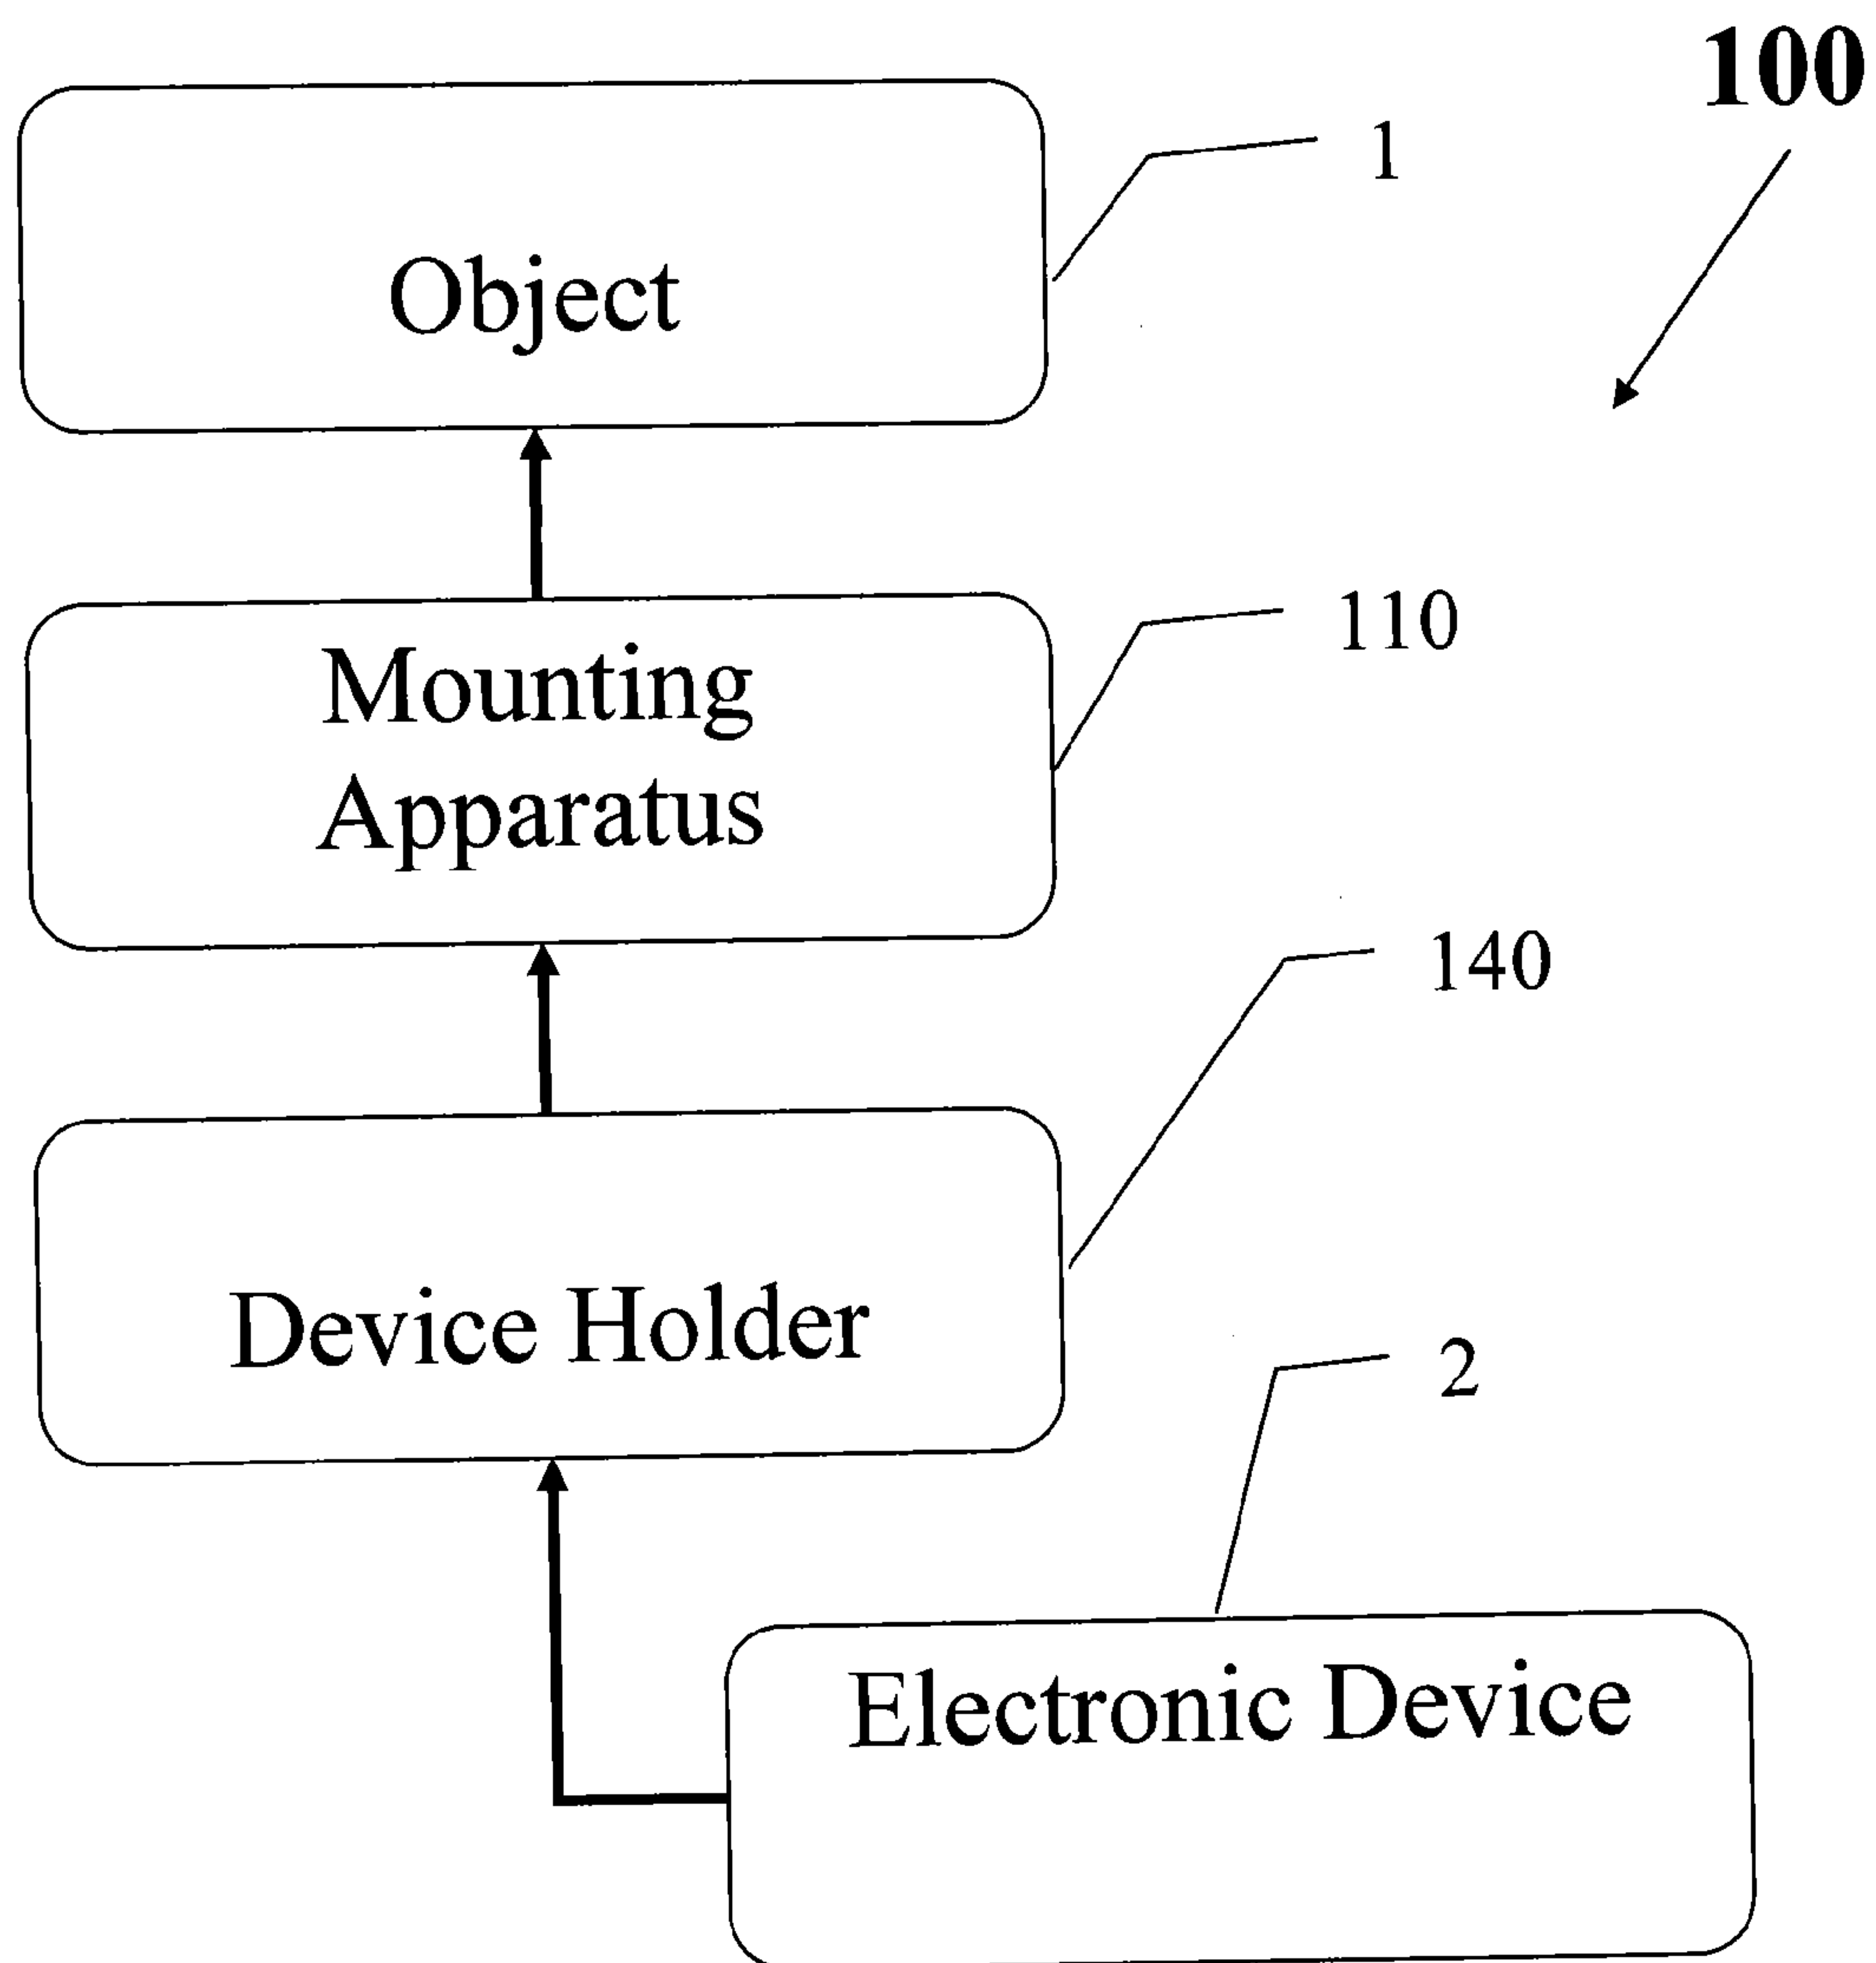 100
1
Object
110
Mounting
Apparatus
140
Device Holder
2
Electronic Device